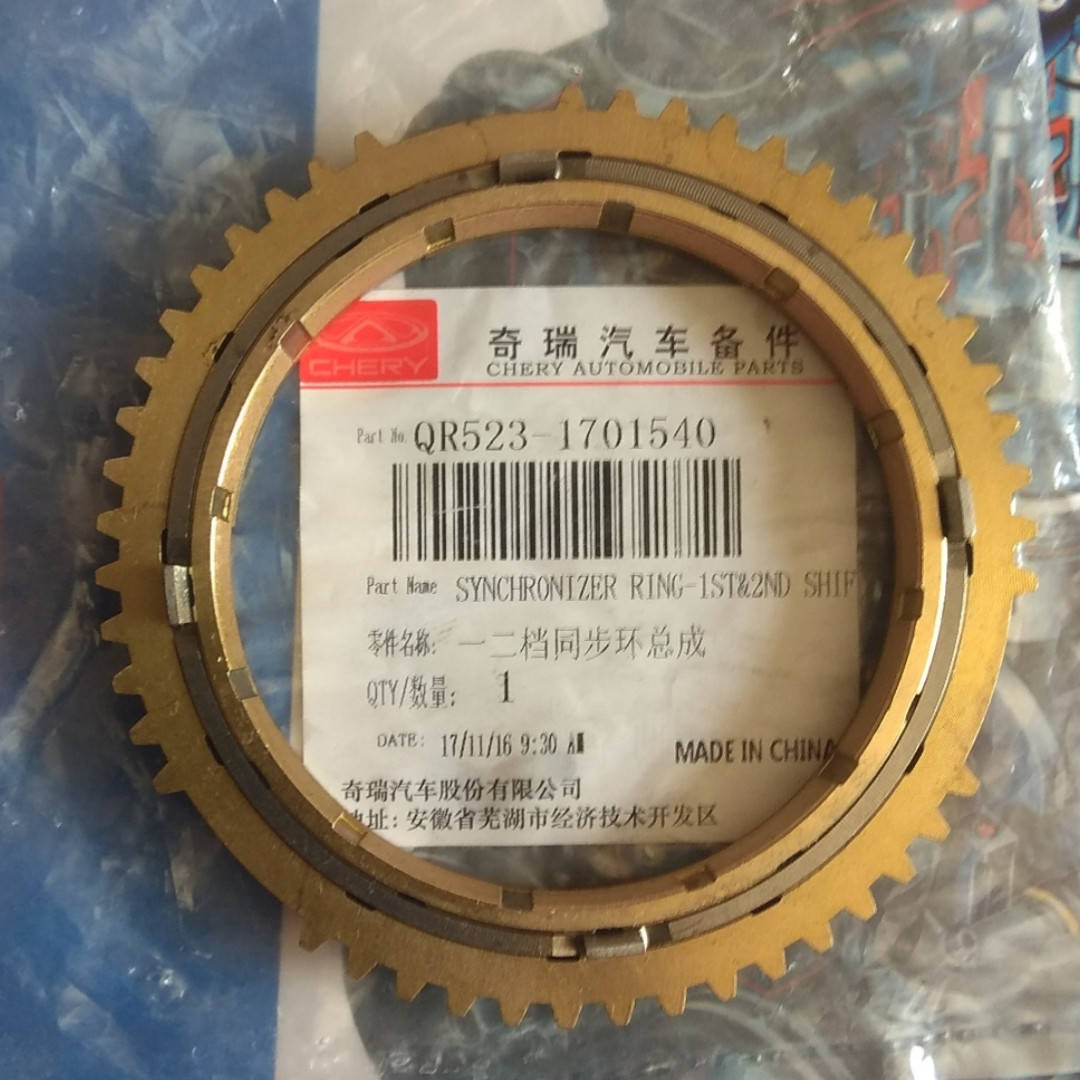 CHERY
奇瑞汽车备件
CHERY AUTOMOBILE PARTS
Part No. QR523-1701540
Part Name SYNCHRONIZER RING-1ST&2ND SHIF
零件名称: 一二档同步环总成
QTY/数量: 1
DATE: 17/11/16 9:30 AM
MADE IN CHINA
奇瑞汽车股份有限公司
地址: 安徽省芜湖市经济技术开发区